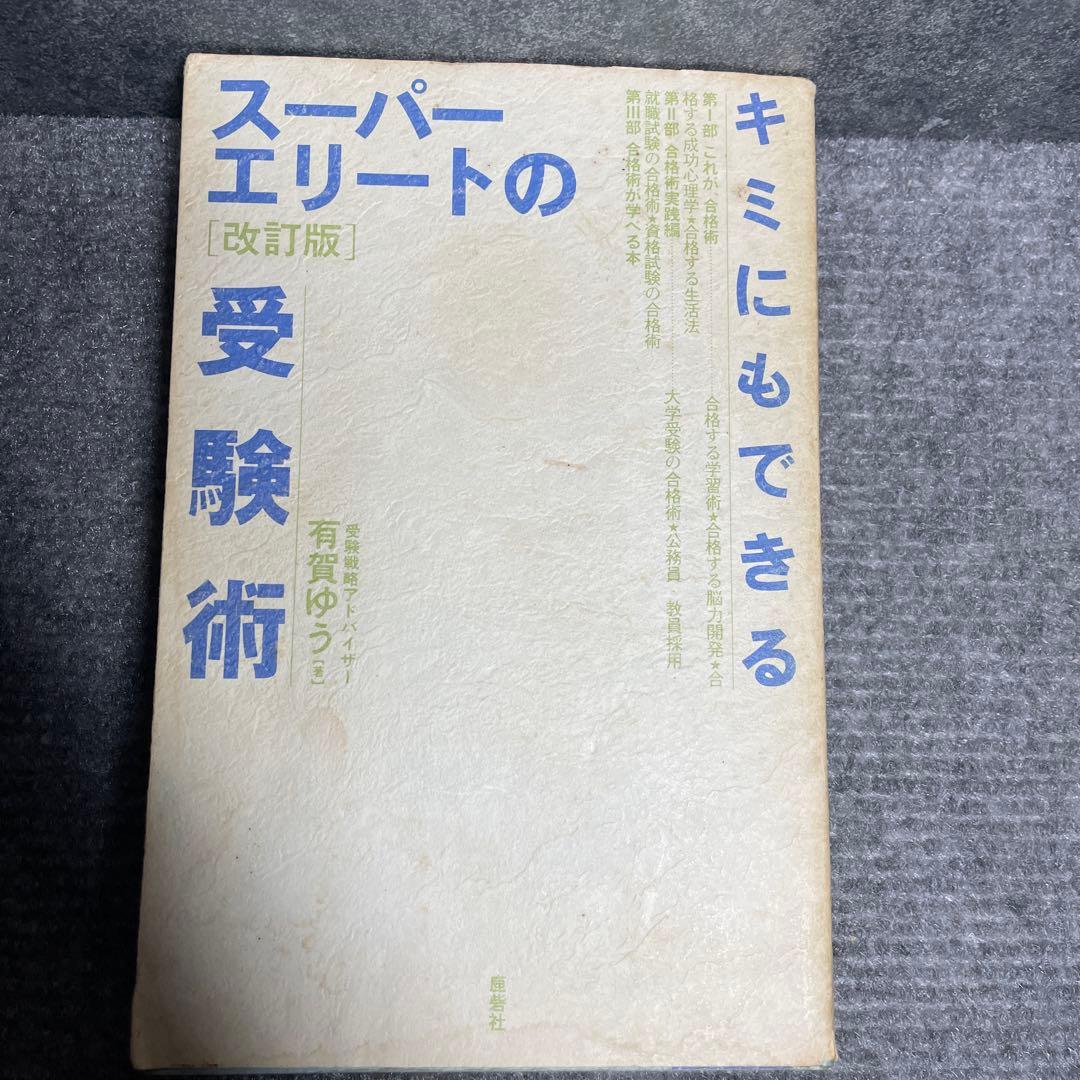 キミにもできる
スーパー
エリートの
[改訂版]
受験術
第Ⅰ部 これが、合格術………合格する学習術★合格する脳力開発★合
格する成功心理学★合格する生活法
第Ⅱ部 合格術実践編………大学受験の合格術★公務員・教員採用・
就職試験の合格術★資格試験の合格術
第Ⅲ部 合格術が学べる本
受験戦略アドバイザー
有賀ゆう[著]